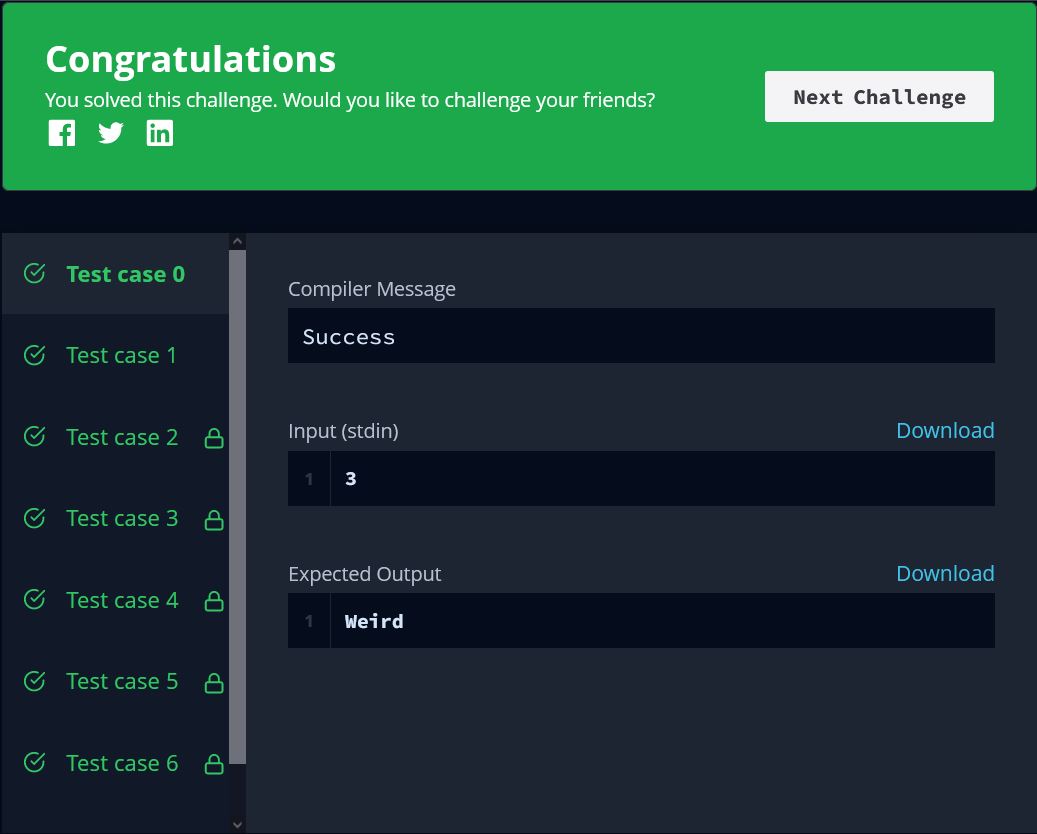 Congratulations
You solved this challenge. Would you like to challenge your friends?
Next Challenge
Test case 0
Test case 1
Test case 2
Test case 3
Test case 4
Test case 5
Test case 6
Compiler Message
Success
Input (stdin)
Download
1 3
Expected Output
Download
1 Weird